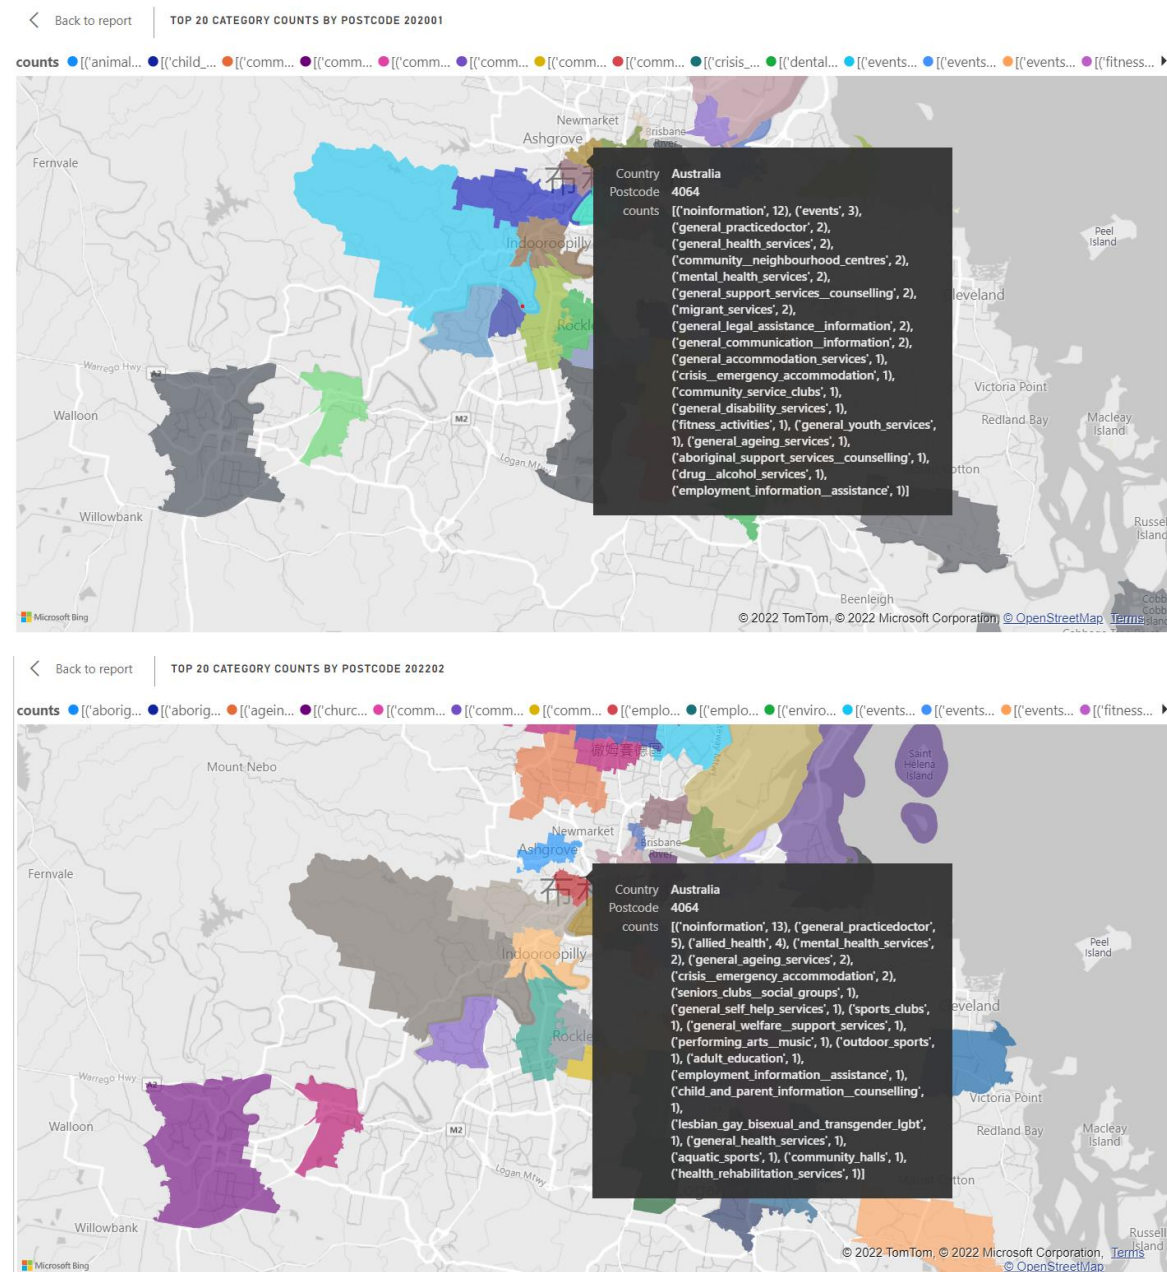 Back to report
TOP 20 CATEGORY COUNTS BY POSTCODE 202001
counts [('animal... [('child_... [('comm... [('comm... [('comm... [('comm... [('comm... [('comm... [('crisis_... [('dental... [('events... [('events... [('events... [('fitness...
Newmarket
Ashgrove
Brisbane
River
Fernvale
Indooroopilly
Peel
Island
Cleveland
Warrego Hwy
A2
Walloon
M2
Logan Mtwy
Victoria Point
Redland Bay
Macleay
Island
Willowbank
Russel
Island
Beenleigh
Country Australia
Postcode 4064
counts [('noinformation', 12), ('events', 3),
('general_practicedoctor', 2),
('general_health_services', 2),
('community__neighbourhood_centres', 2),
('mental_health_services', 2),
('general_support_services__counselling', 2),
('migrant_services', 2),
('general_legal_assistance__information', 2),
('general_communication__information', 2),
('general_accommodation_services', 1),
('crisis__emergency_accommodation', 1),
('community_service_clubs', 1),
('general_disability_services', 1),
('fitness_activities', 1), ('general_youth_services',
1), ('general_ageing_services', 1),
('aboriginal_support_services__counselling', 1),
('drug__alcohol_services', 1),
('employment_information__assistance', 1)]
Microsoft Bing
© 2022 TomTom, © 2022 Microsoft Corporation, © OpenStreetMap Terms
Back to report
TOP 20 CATEGORY COUNTS BY POSTCODE 202202
counts [('aborig... [('aborig... [('agein... [('churc... [('comm... [('comm... [('comm... [('emplo... [('emplo... [('enviro... [('events... [('events... [('events... [('fitness...
Mount Nebo
Saint
Helena
Island
Newmarket
Ashgrove
Brisbane
River
Fernvale
Indooroopilly
Peel
Island
Cleveland
Warrego Hwy
A2
Walloon
M2
Logan Mtwy
Victoria Point
Redland Bay
Macleay
Island
Willowbank
Russell
Island
Country Australia
Postcode 4064
counts [('noinformation', 13), ('general_practicedoctor',
5), ('allied_health', 4), ('mental_health_services',
2), ('general_ageing_services', 2),
('crisis__emergency_accommodation', 2),
('seniors_clubs__social_groups', 1),
('general_self_help_services', 1), ('sports_clubs',
1), ('general_welfare__support_services', 1),
('performing_arts__music', 1), ('outdoor_sports',
1), ('adult_education', 1),
('employment_information__assistance', 1),
('child_and_parent_information__counselling',
1),
('lesbian_gay_bisexual_and_transgender_lgbt',
1), ('general_health_services', 1),
('aquatic_sports', 1), ('community_halls', 1),
('health_rehabilitation_services', 1)]
Microsoft Bing
© 2022 TomTom, © 2022 Microsoft Corporation, Terms
© OpenStreetMap